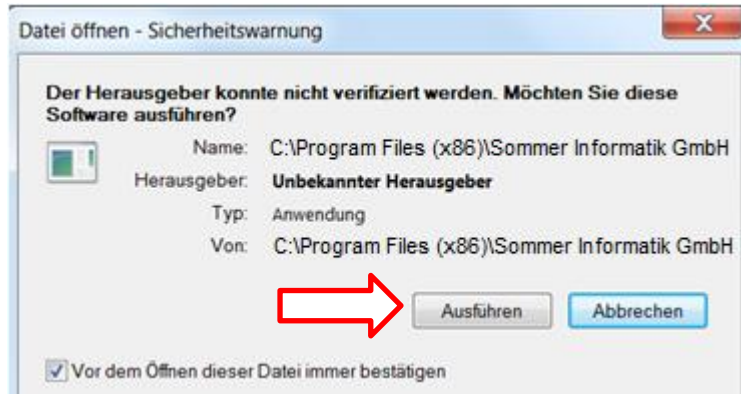 Datei öffnen - Sicherheitswarnung
Der Herausgeber konnte nicht verifiziert werden. Möchten Sie diese
Software ausführen?
Name: C:\Program Files (x86)\Sommer Informatik GmbH
Herausgeber: Unbekannter Herausgeber
Typ: Anwendung
Von: C:\Program Files (x86)\Sommer Informatik GmbH
Ausführen Abbrechen
Vor dem Öffnen dieser Datei immer bestätigen